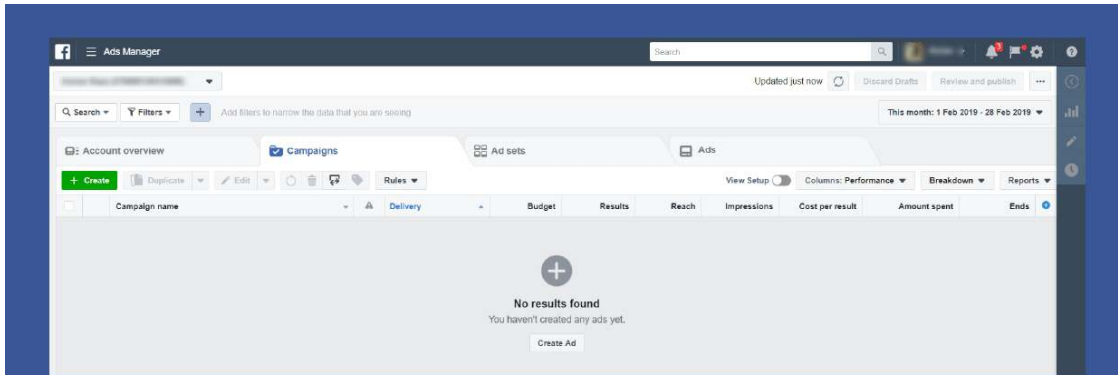 f Ads Manager Search 3
Updated just now Discard Drafts Review and publish ...
Search Filters + Add filters to narrow the data that you are seeing This month: 1 Feb 2019 - 28 Feb 2019
Account overview Campaigns Ad sets Ads
+ Create Duplicate Edit Rules View Setup Columns: Performance Breakdown Reports
Campaign name Delivery Budget Results Reach Impressions Cost per result Amount spent Ends
No results found
You haven't created any ads yet.
Create Ad